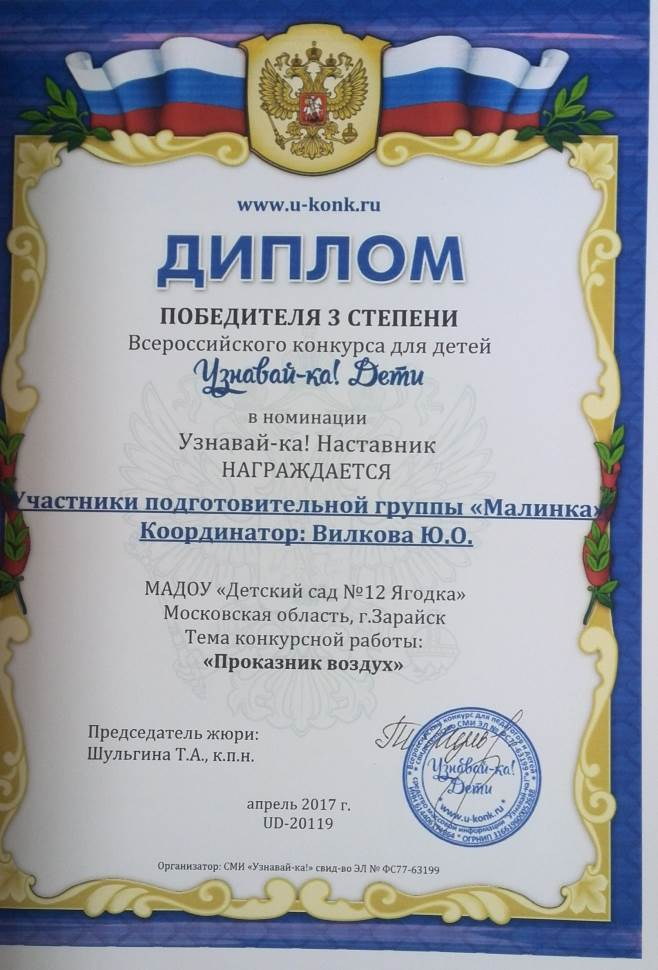 www.u-konk.ru
ДИПЛОМ
ПОБЕДИТЕЛЯ 3 СТЕПЕНИ
Всероссийского конкурса для детей
Узнавай-ка! Дети
в номинации
Узнавай-ка! Наставник
НАГРАЖДАЕТСЯ
Участники подготовительной группы «Малинка»
Координатор: Вилкова Ю.О.
МАДОУ «Детский сад №12 Ягодка»
Московская область, г.Зарайск
Тема конкурсной работы:
«Проказник воздух»
Председатель жюри:
Шульгина Т.А., к.п.н.
Узнавай-ка!
Дети
* www.u-konk.ru *
апрель 2017 г.
UD-20119
Организатор: СМИ «Узнавай-ка!» свид-во ЭЛ № ФС77-63199